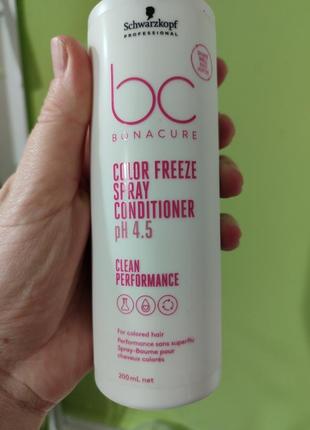 Schwarzkopf
PROFESSIONAL
bc
BONACURE
COLOR FREEZE
SPRAY
CONDITIONER
pH 4.5
CLEAN
PERFORMANCE
For colored hair
Performance sans superflu
Spray-Baume pour
cheveux colorés
200mL net